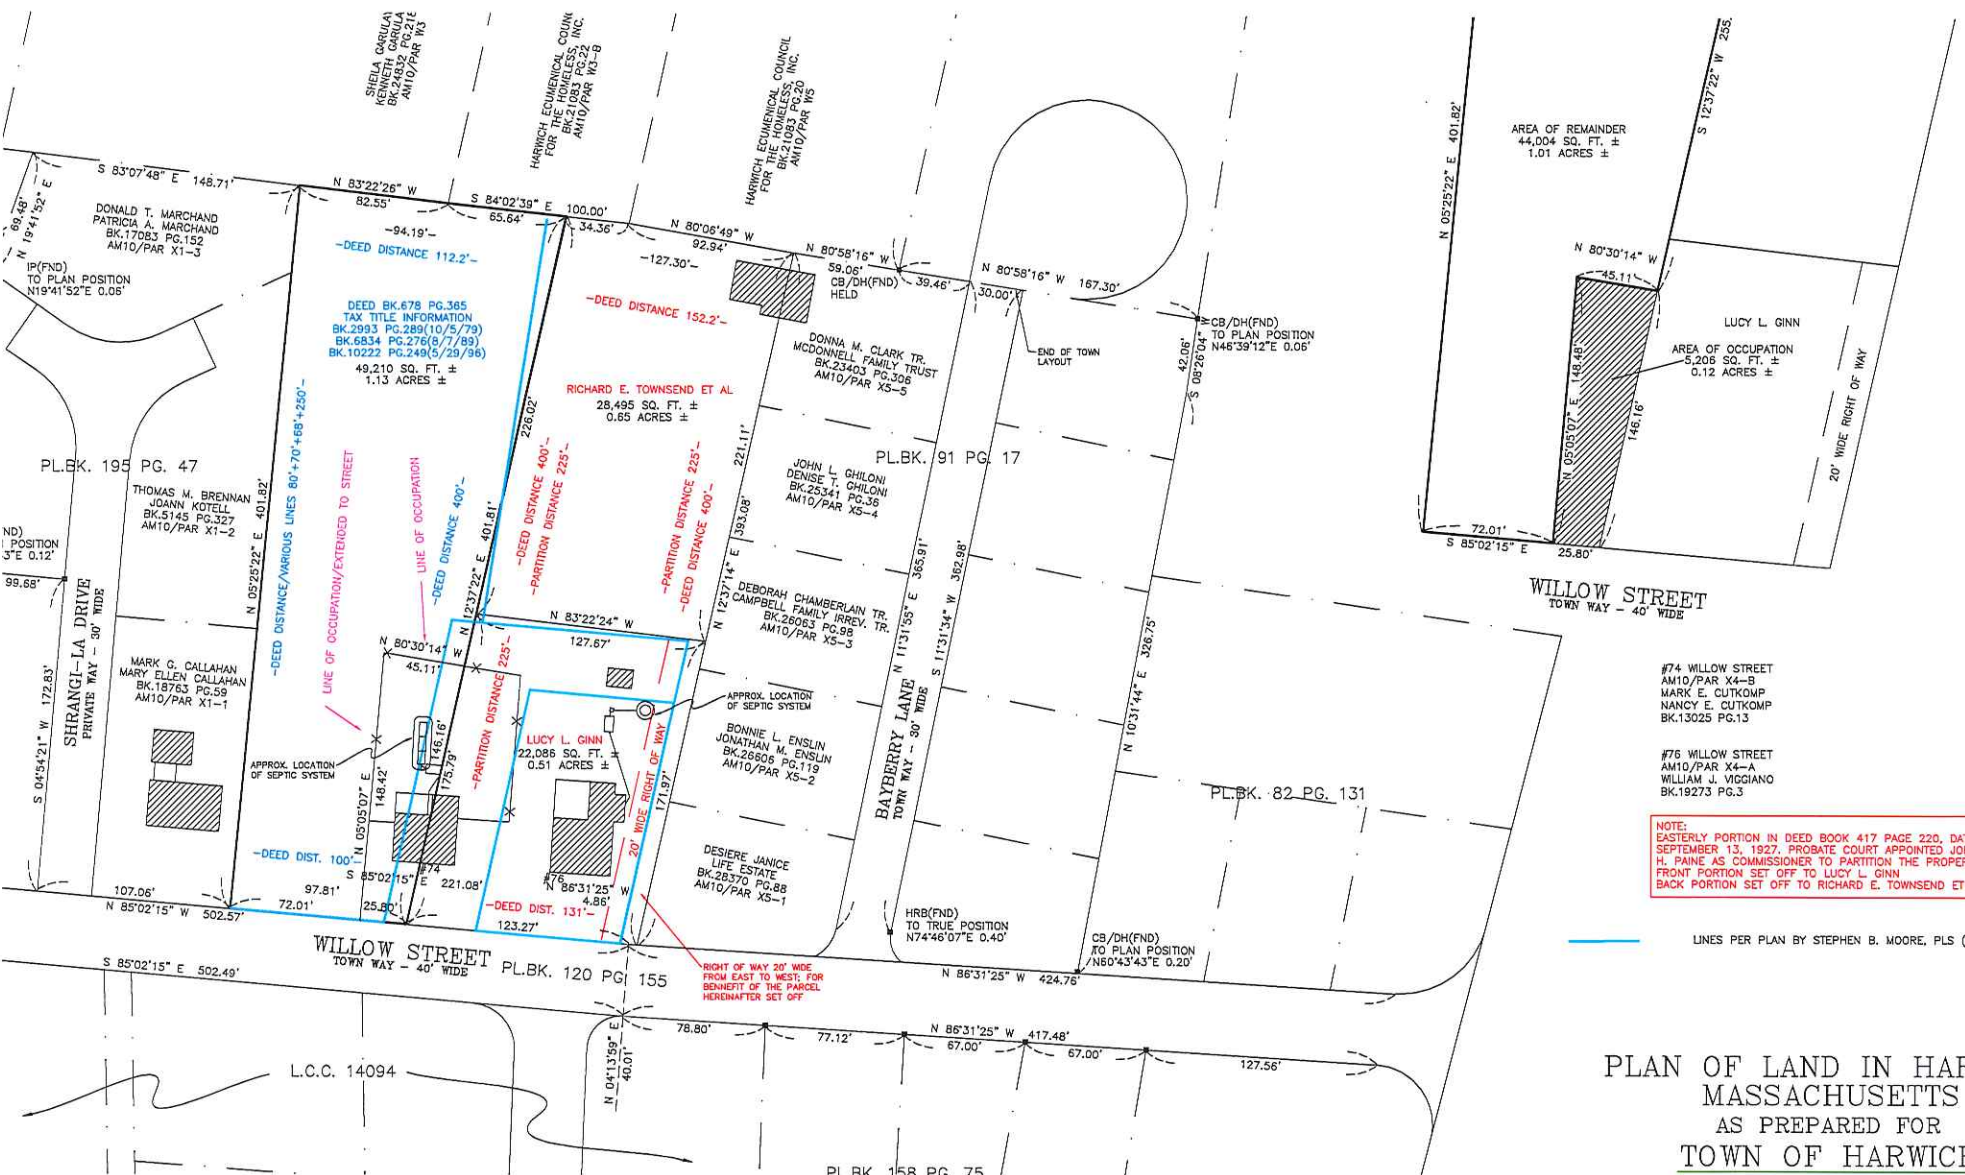 SHEILA GARULAY
KENNETH GARULA
BK.24832 PG.218
AM10/PAR W3
HARWICH ECUMENICAL COUNC
FOR THE HOMELESS, INC.
BK.21083 PG.22
AM10/PAR W3-B
HARWICH ECUMENICAL COUNCIL
FOR THE HOMELESS, INC.
BK.21083 PG.20
AM10/PAR W5
S 83°07'48" E 148.71'
N 83°22'26" W
82.55'
S 84°02'39" E 100.00'
65.64'
34.36'
N 80°06'49" W
92.94'
N 80°58'16" W
59.06'
CB/DH(FND)
HELD
39.46'
30.00'
N 80°58'16" W 167.30'
69.48'
N 19°41'52" E
DONALD T. MARCHAND
PATRICIA A. MARCHAND
BK.17083 PG.152
AM10/PAR X1-3
IP(FND)
TO PLAN POSITION
N19°41'52"E 0.06'
-94.19'-
-DEED DISTANCE 112.2'-
-127.30'-
-DEED DISTANCE 152.2'-
DEED BK.678 PG.365
TAX TITLE INFORMATION
BK.2993 PG.289(10/5/79)
BK.6834 PG.276(8/7/89)
BK.10222 PG.249(5/29/96)
49,210 SQ. FT. ±
1.13 ACRES ±
RICHARD E. TOWNSEND ET AL
28,495 SQ. FT. ±
0.65 ACRES ±
DONNA M. CLARK TR.
MCDONNELL FAMILY TRUST
BK.23403 PG.306
AM10/PAR X5-5
END OF TOWN
LAYOUT
CB/DH(FND)
TO PLAN POSITION
N46°39'12"E 0.06'
42.06'
S 08°26'04"
226.02'
221.11'
-DEED DISTANCE/VARIOUS LINES 80'+70'+68'+250'-
LINE OF OCCUPATION/EXTENDED TO STREET
LINE OF OCCUPATION
-DEED DISTANCE 400'-
N 12°37'22" E 401.81'
-DEED DISTANCE 400'-
-PARTITION DISTANCE 225'-
-PARTITION DISTANCE 225'-
-DEED DISTANCE 400'-
N 12°37'14" E 393.08'
PL.BK. 195 PG. 47
PL.BK. 91 PG. 17
THOMAS M. BRENNAN
JOANN KOTELL
BK.5145 PG.327
AM10/PAR X1-2
N 05°25'22" E 401.82'
JOHN L. GHILONI
DENISE T. GHILONI
BK.25341 PG.36
AM10/PAR X5-4
ND)
POSITION
3"E 0.12'
99.68'
DEBORAH CHAMBERLAIN TR.
CAMPBELL FAMILY IRREV. TR.
BK.26063 PG.98
AM10/PAR X5-3
N 11°31'55" E 365.91'
S 11°31'34" W 362.98'
N 10°31'44" E 326.75'
SHRANGI-LA DRIVE
PRIVATE WAY - 30' WIDE
S 04°54'21" W 172.83'
MARK G. CALLAHAN
MARY ELLEN CALLAHAN
BK.18763 PG.59
AM10/PAR X1-1
N 80°30'14" W
45.11'
N 83°22'24" W
127.67'
-PARTITION DISTANCE 225'-
APPROX. LOCATION
OF SEPTIC SYSTEM
APPROX. LOCATION
OF SEPTIC SYSTEM
LUCY L. GINN
22,086 SQ. FT. ±
0.51 ACRES ±
146.16'
175.79'
20' WIDE RIGHT OF WAY
171.97'
BONNIE L. ENSLIN
JONATHAN M. ENSLIN
BK.26606 PG.119
AM10/PAR X5-2
BAYBERRY LANE
TOWN WAY - 30' WIDE
PL.BK. 82 PG. 131
N 05°05'07" E
148.42'
DESIERE JANICE
LIFE ESTATE
BK.28370 PG.88
AM10/PAR X5-1
-DEED DIST. 100'-
S 85°02'15" E 221.08'
#74
#76
N 86°31'25" W
4.86'
-DEED DIST. 131'-
107.06'
N 85°02'15" W 502.57'
97.81'
72.01'
25.80'
123.27'
HRB(FND)
TO TRUE POSITION
N74°46'07"E 0.40'
CB/DH(FND)
TO PLAN POSITION
N60°43'43"E 0.20'
WILLOW STREET
TOWN WAY - 40' WIDE
PL.BK. 120 PG. 155
S 85°02'15" E 502.49'
RIGHT OF WAY 20' WIDE
FROM EAST TO WEST; FOR
BENNEFIT OF THE PARCEL
HEREINAFTER SET OFF
N 86°31'25" W 424.76'
78.80'
77.12'
N 86°31'25" W 417.48'
67.00'
67.00'
127.56'
N 04°13'59" E
40.01'
L.C.C. 14094
PL.BK. 158 PG. 75
N 05°25'22" E 401.82'
AREA OF REMAINDER
44,004 SQ. FT. ±
1.01 ACRES ±
S 12°37'22" W 255.
N 80°30'14" W
45.11'
LUCY L. GINN
AREA OF OCCUPATION
5,206 SQ. FT. ±
0.12 ACRES ±
N 05°05'07" E 148.48'
146.16'
20' WIDE RIGHT OF WAY
72.01'
S 85°02'15" E
25.80'
WILLOW STREET
TOWN WAY - 40' WIDE
#74 WILLOW STREET
AM10/PAR X4-B
MARK E. CUTKOMP
NANCY E. CUTKOMP
BK.13025 PG.13
#76 WILLOW STREET
AM10/PAR X4-A
WILLIAM J. VIGGIANO
BK.19273 PG.3
NOTE:
EASTERLY PORTION IN DEED BOOK 417 PAGE 220, DA
SEPTEMBER 13, 1927. PROBATE COURT APPOINTED JO
H. PAINE AS COMMISSIONER TO PARTITION THE PROPER
FRONT PORTION SET OFF TO LUCY L. GINN
BACK PORTION SET OFF TO RICHARD E. TOWNSEND ET
LINES PER PLAN BY STEPHEN B. MOORE, PLS (
PLAN OF LAND IN HAR
MASSACHUSETTS
AS PREPARED FOR
TOWN OF HARWICH